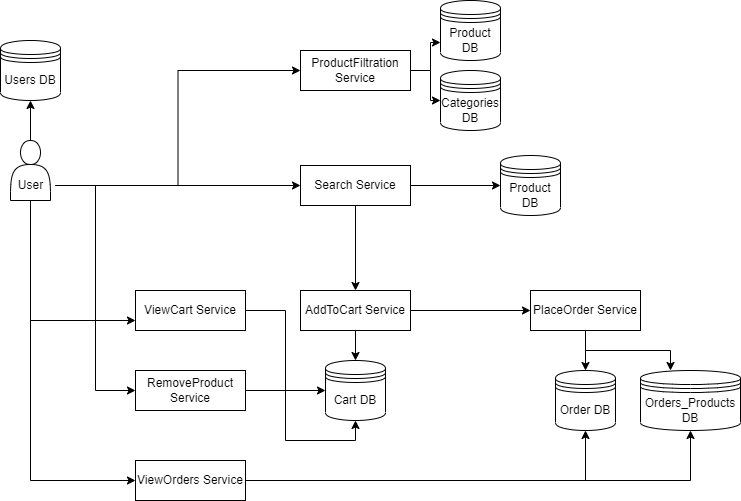 Product
DB
ProductFiltration
Service
Users DB
Categories
DB
User
Search Service
Product
DB
ViewCart Service
AddToCart Service
PlaceOrder Service
RemoveProduct
Service
Cart DB
Order DB
Orders_Products
DB
ViewOrders Service